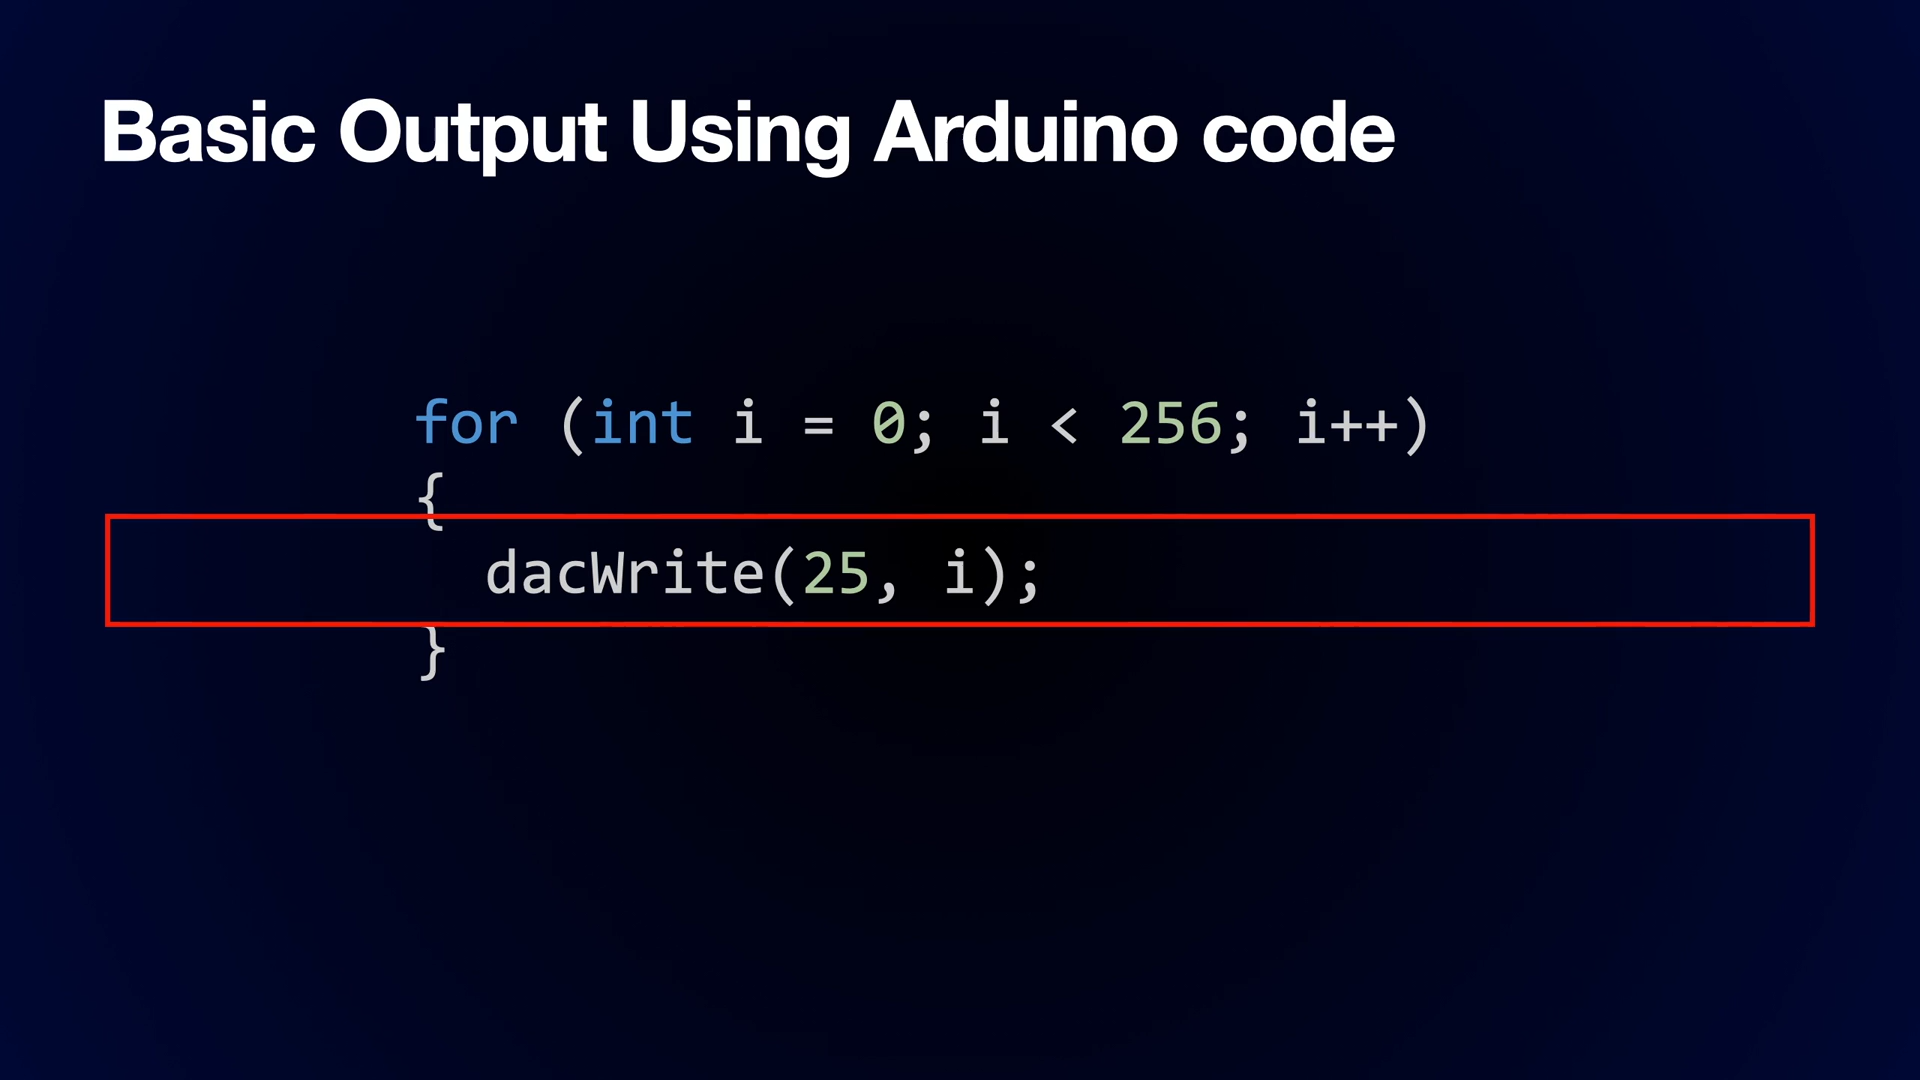 Basic Output Using Arduino code
for (int i = 0; i < 256; i++)
{
dacWrite(25, i);
}